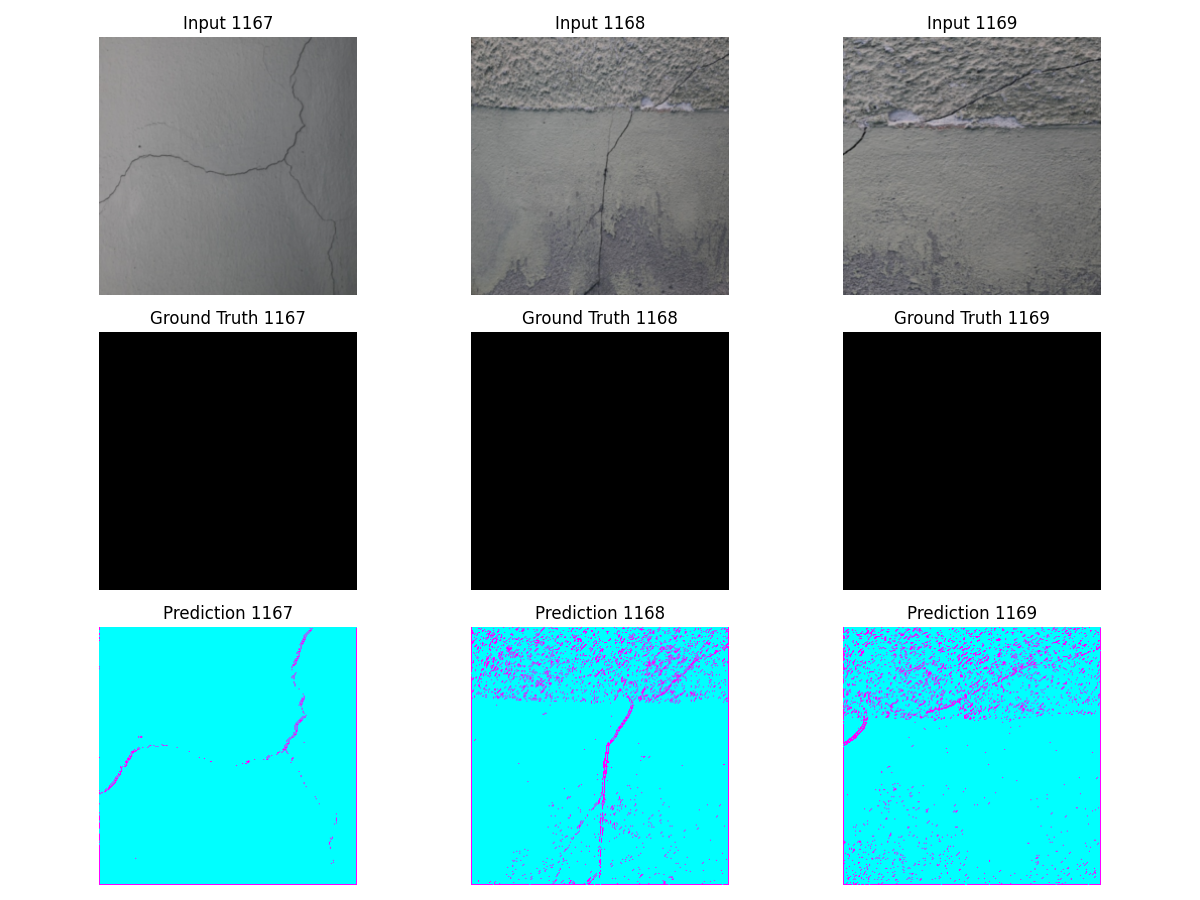 Input 1167
Input 1168
Input 1169
Ground Truth 1167
Ground Truth 1168
Ground Truth 1169
Prediction 1167
Prediction 1168
Prediction 1169